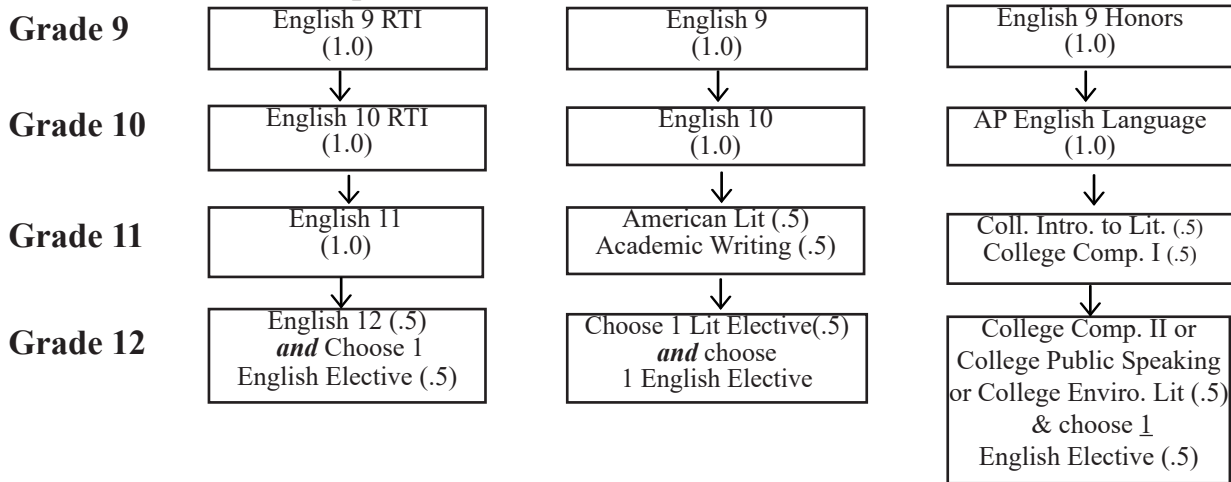 Grade 9
English 9 RTI
(1.0)
English 9
(1.0)
English 9 Honors
(1.0)
Grade 10
English 10 RTI
(1.0)
English 10
(1.0)
AP English Language
(1.0)
Grade 11
English 11
(1.0)
American Lit (.5)
Academic Writing (.5)
Coll. Intro. to Lit. (.5)
College Comp. I (.5)
Grade 12
English 12 (.5)
and Choose 1
English Elective (.5)
Choose 1 Lit Elective(.5)
and choose
1 English Elective
College Comp. II or
College Public Speaking
or College Enviro. Lit (.5)
& choose 1
English Elective (.5)